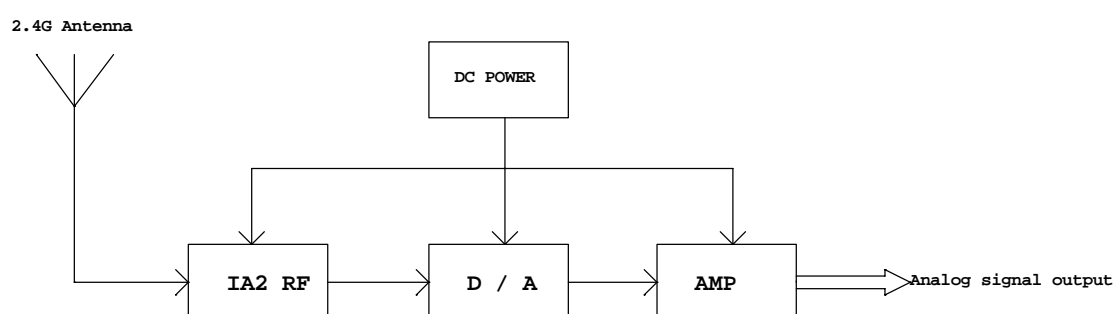 2.4G Antenna
DC POWER
IA2 RF
D / A
AMP
Analog signal output